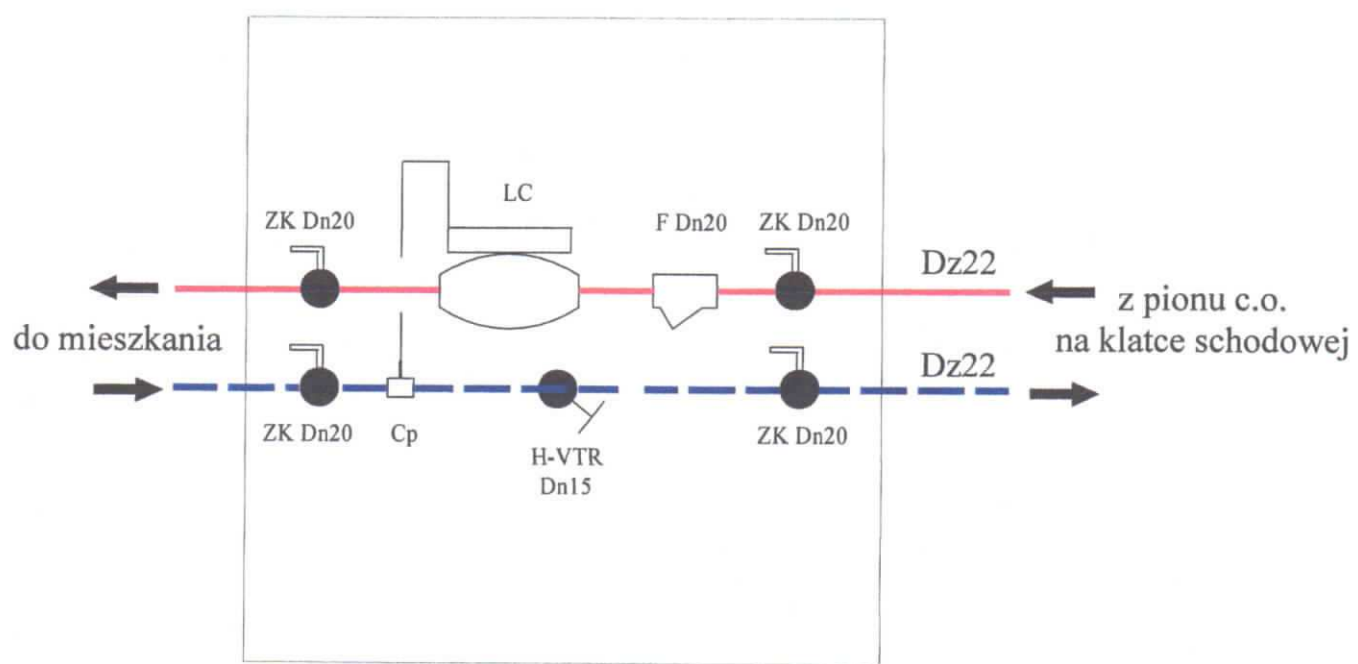 LC
ZK Dn20
F Dn20
ZK Dn20
Dz22
do mieszkania
z pionu c.o.
na klatce schodowej
Dz22
ZK Dn20
Cp
H-VTR
Dn15
ZK Dn20